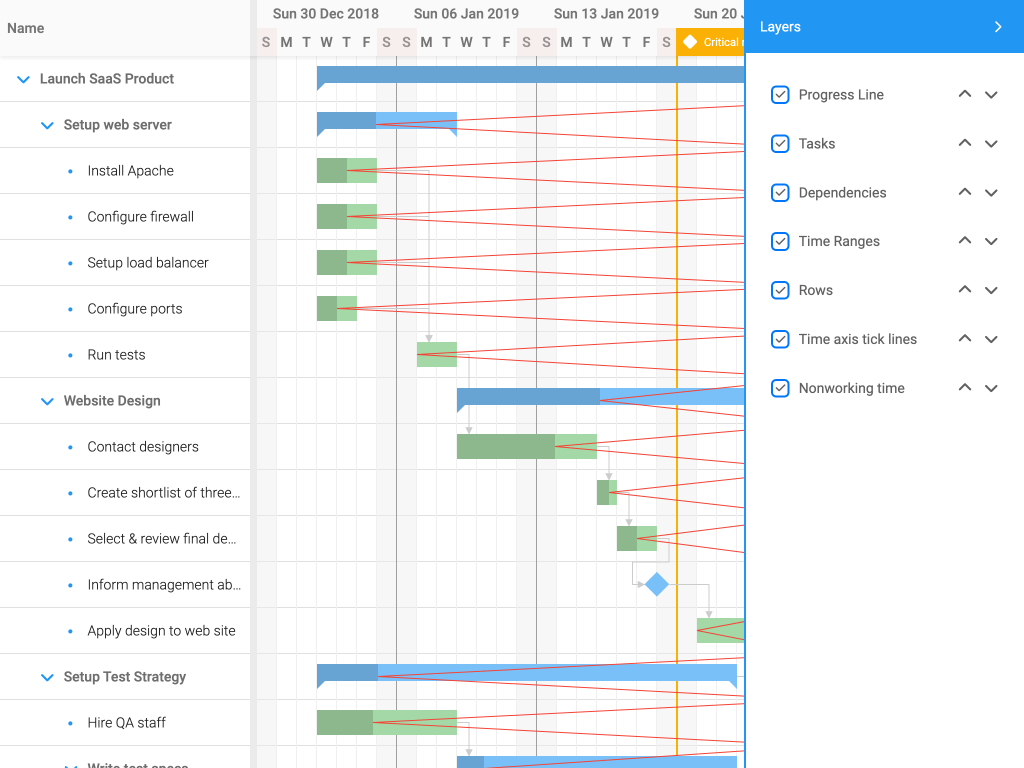 Name
Sun 30 Dec 2018 Sun 06 Jan 2019 Sun 13 Jan 2019 Sun 20
S M T W T F S S M T W T F S S M T W T F S Critical
Launch SaaS Product
Setup web server
Install Apache
Configure firewall
Setup load balancer
Configure ports
Run tests
Website Design
Contact designers
Create shortlist of three...
Select & review final de...
Inform management ab...
Apply design to web site
Setup Test Strategy
Hire QA staff
Write test specs
Layers
Progress Line
Tasks
Dependencies
Time Ranges
Rows
Time axis tick lines
Nonworking time